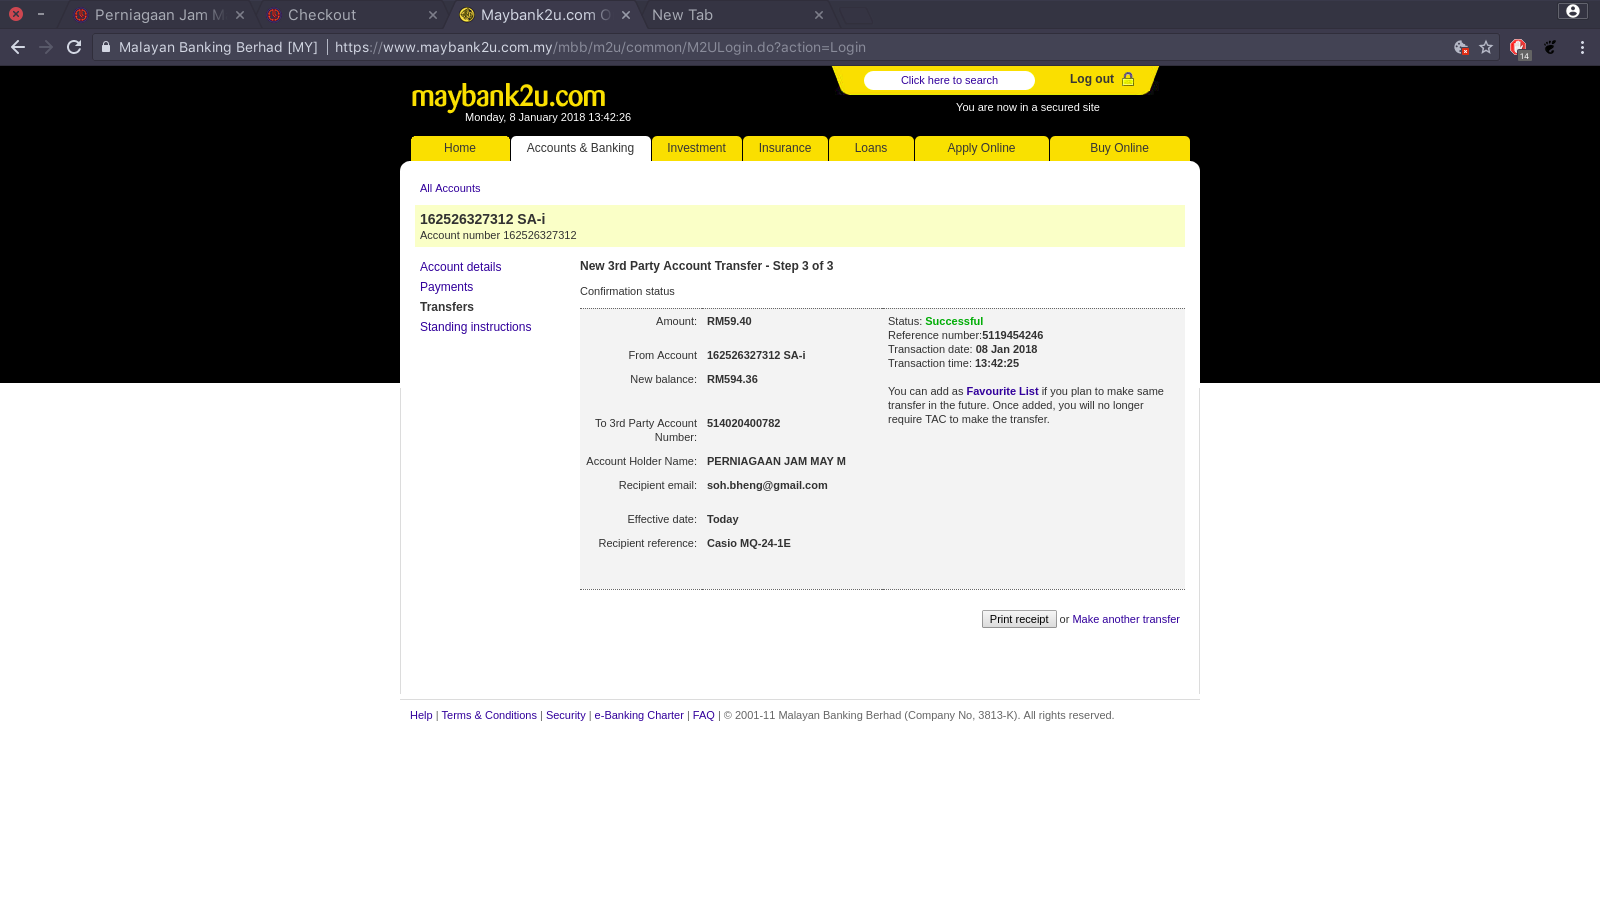 Perniagaan Jam M
Checkout
Maybank2u.com O
New Tab
Malayan Banking Berhad [MY]
https://www.maybank2u.com.my/mbb/m2u/common/M2ULogin.do?action=Login
14
maybank2u.com
Monday, 8 January 2018 13:42:26
Click here to search
Log out
You are now in a secured site
Home
Accounts & Banking
Investment
Insurance
Loans
Apply Online
Buy Online
All Accounts
162526327312 SA-i
Account number 162526327312
Account details
Payments
Transfers
Standing instructions
New 3rd Party Account Transfer - Step 3 of 3
Confirmation status
Amount: RM59.40
From Account 162526327312 SA-i
New balance: RM594.36
To 3rd Party Account
Number: 514020400782
Account Holder Name: PERNIAGAAN JAM MAY M
Recipient email: soh.bheng@gmail.com
Effective date: Today
Recipient reference: Casio MQ-24-1E
Status: Successful
Reference number:5119454246
Transaction date: 08 Jan 2018
Transaction time: 13:42:25
You can add as Favourite List if you plan to make same
transfer in the future. Once added, you will no longer
require TAC to make the transfer.
Print receipt or Make another transfer
Help | Terms & Conditions | Security | e-Banking Charter | FAQ | © 2001-11 Malayan Banking Berhad (Company No, 3813-K). All rights reserved.